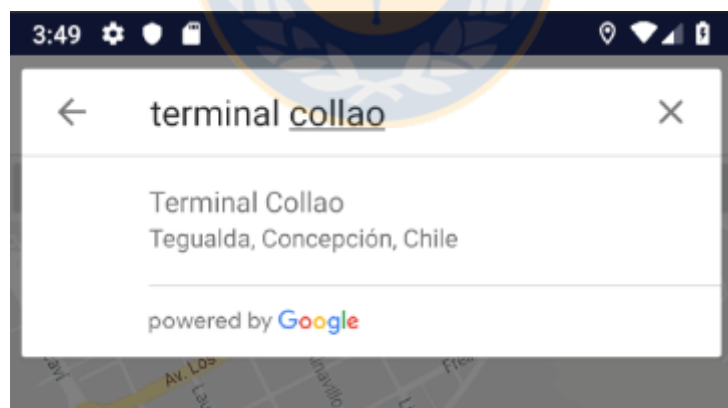 3:49
terminal collao
Terminal Collao
Tegualda, Concepción, Chile
powered by Google
Av. Los